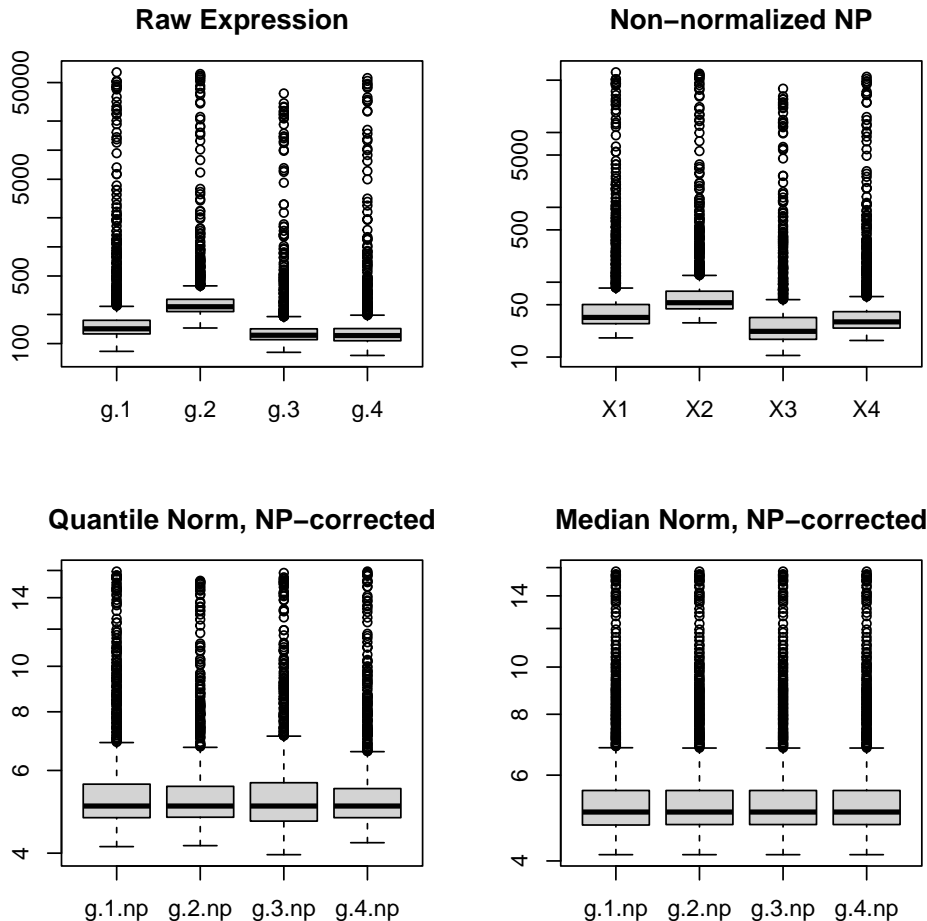 Raw Expression
50000
5000
500
100
g.1 g.2 g.3 g.4
Non−normalized NP
5000
500
50
10
X1 X2 X3 X4
Quantile Norm, NP−corrected
14
10
8
6
4
g.1.np g.2.np g.3.np g.4.np
Median Norm, NP−corrected
14
10
8
6
4
g.1.np g.2.np g.3.np g.4.np